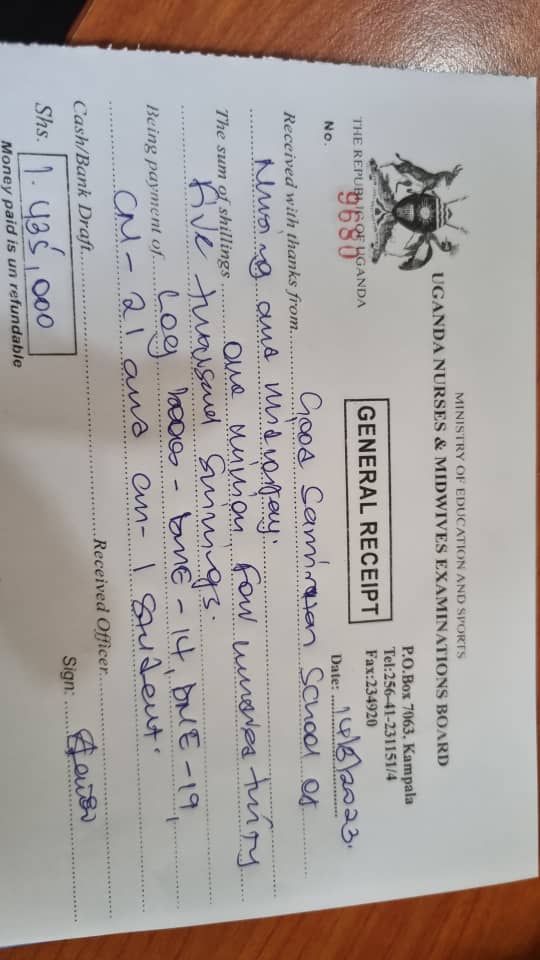 MINISTRY OF EDUCATION AND SPORTS
UGANDA NURSES & MIDWIVES EXAMINATIONS BOARD
P.O.Box 7063, Kampala
Tel:256-41-231151/4
Fax:234920
GENERAL RECEIPT
THE REPUBLIC OF UGANDA
No. 9680
Date: 14/8/2023.
Received with thanks from Good Samiratan School of
Nursing and midwifery.
The sum of shillings one million four hundred thirty
five thousand shillings.
Being payment of Log books - DME - 14, DNE - 19,
CN - 21 and cm - 1 student.
Cash/Bank Draft
Received Officer
Sign:
Shs. 1.435,000
Money paid is un refundable